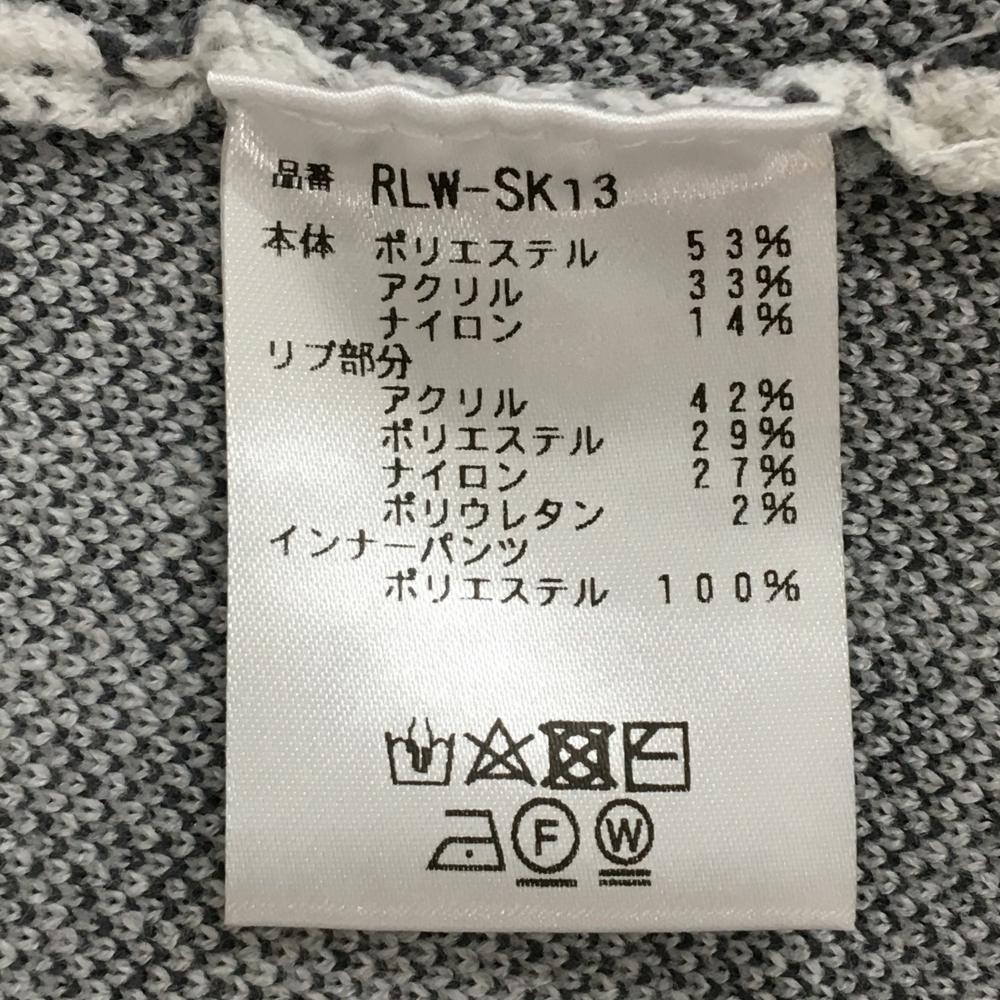 品番 RLW-SK13
本体 ポリエステル 53%
アクリル 33%
ナイロン 14%
リブ部分
アクリル 42%
ポリエステル 29%
ナイロン 27%
ポリウレタン 2%
インナーパンツ
ポリエステル 100%
F W